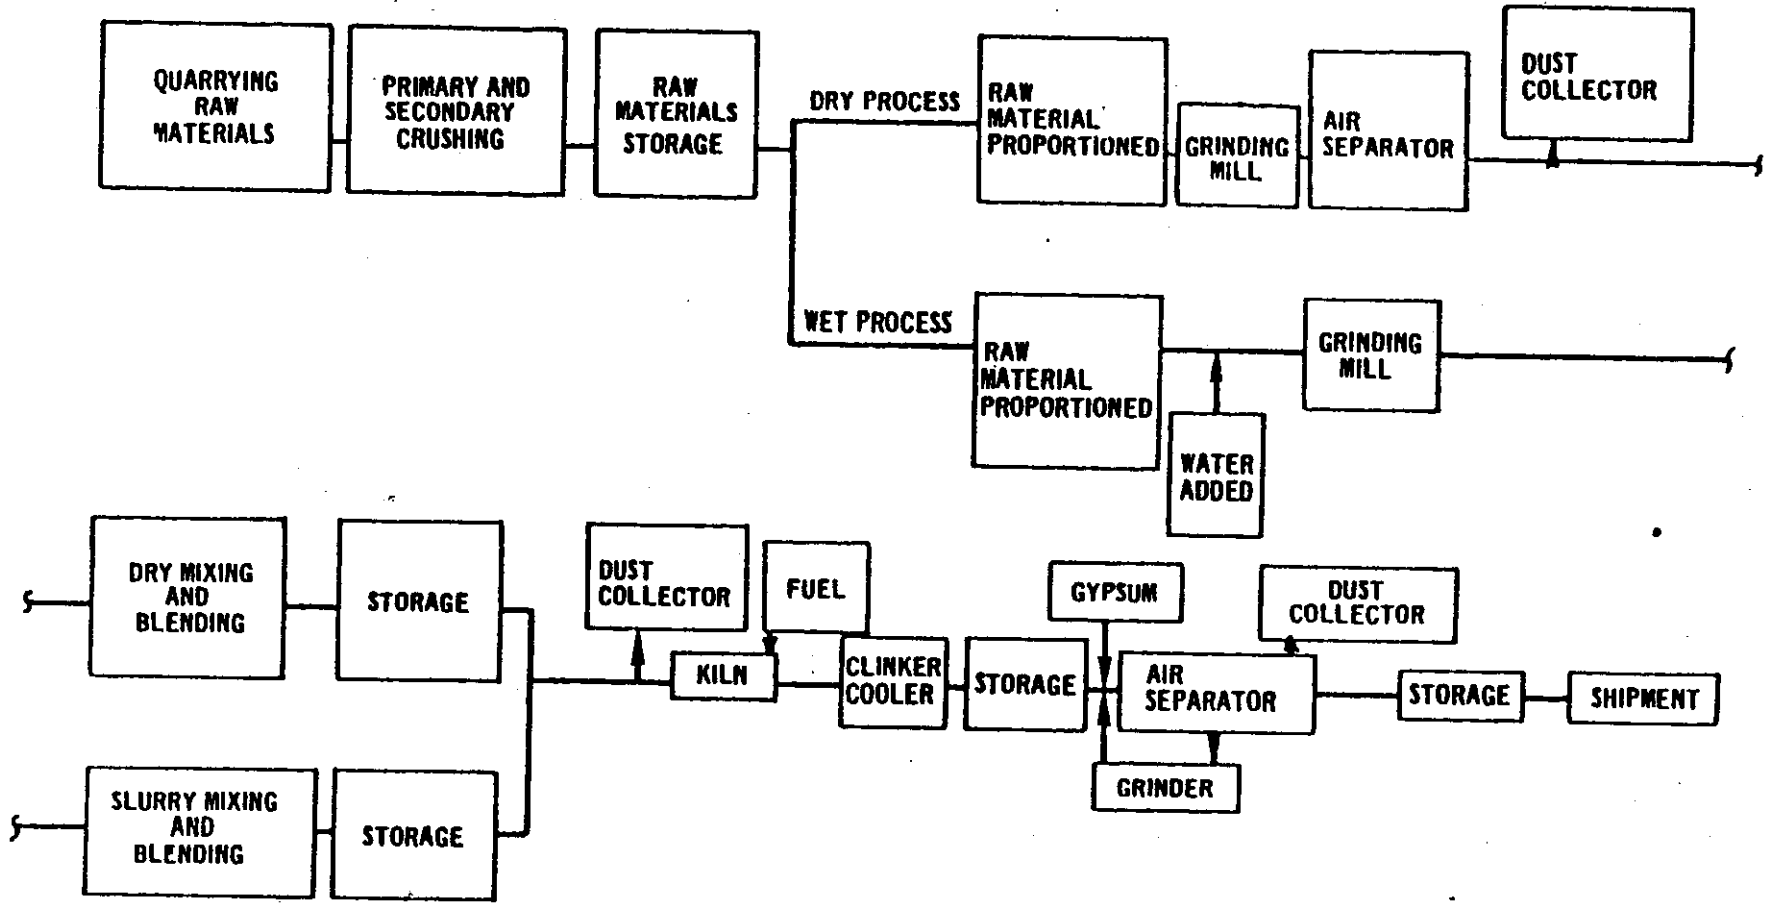 QUARRYING
RAW
MATERIALS
PRIMARY AND
SECONDARY
CRUSHING
RAW
MATERIALS
STORAGE
DRY PROCESS
RAW
MATERIAL
PROPORTIONED
GRINDING
MILL
AIR
SEPARATOR
DUST
COLLECTOR
WET PROCESS
RAW
MATERIAL
PROPORTIONED
WATER
ADDED
GRINDING
MILL
DRY MIXING
AND
BLENDING
STORAGE
SLURRY MIXING
AND
BLENDING
STORAGE
DUST
COLLECTOR
FUEL
KILN
CLINKER
COOLER
STORAGE
GYPSUM
AIR
SEPARATOR
GRINDER
DUST
COLLECTOR
STORAGE
SHIPMENT